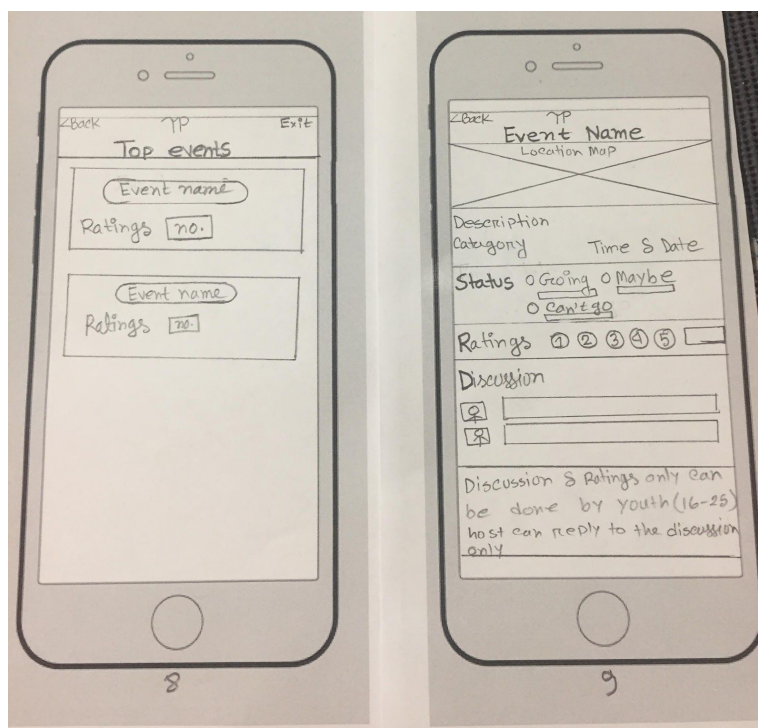 <Back YP Exit
Top events
Event name
Ratings no.
Event name
Ratings no.
8
<Back YP
Event Name
Location Map
Description
Catugory Time & Date
Status Going Maybe
Can't go
Ratings 1 2 3 4 5
Discussion
Discussion & Ratings only can
be done by youth (16-25)
host can reply to the discussion
only
9